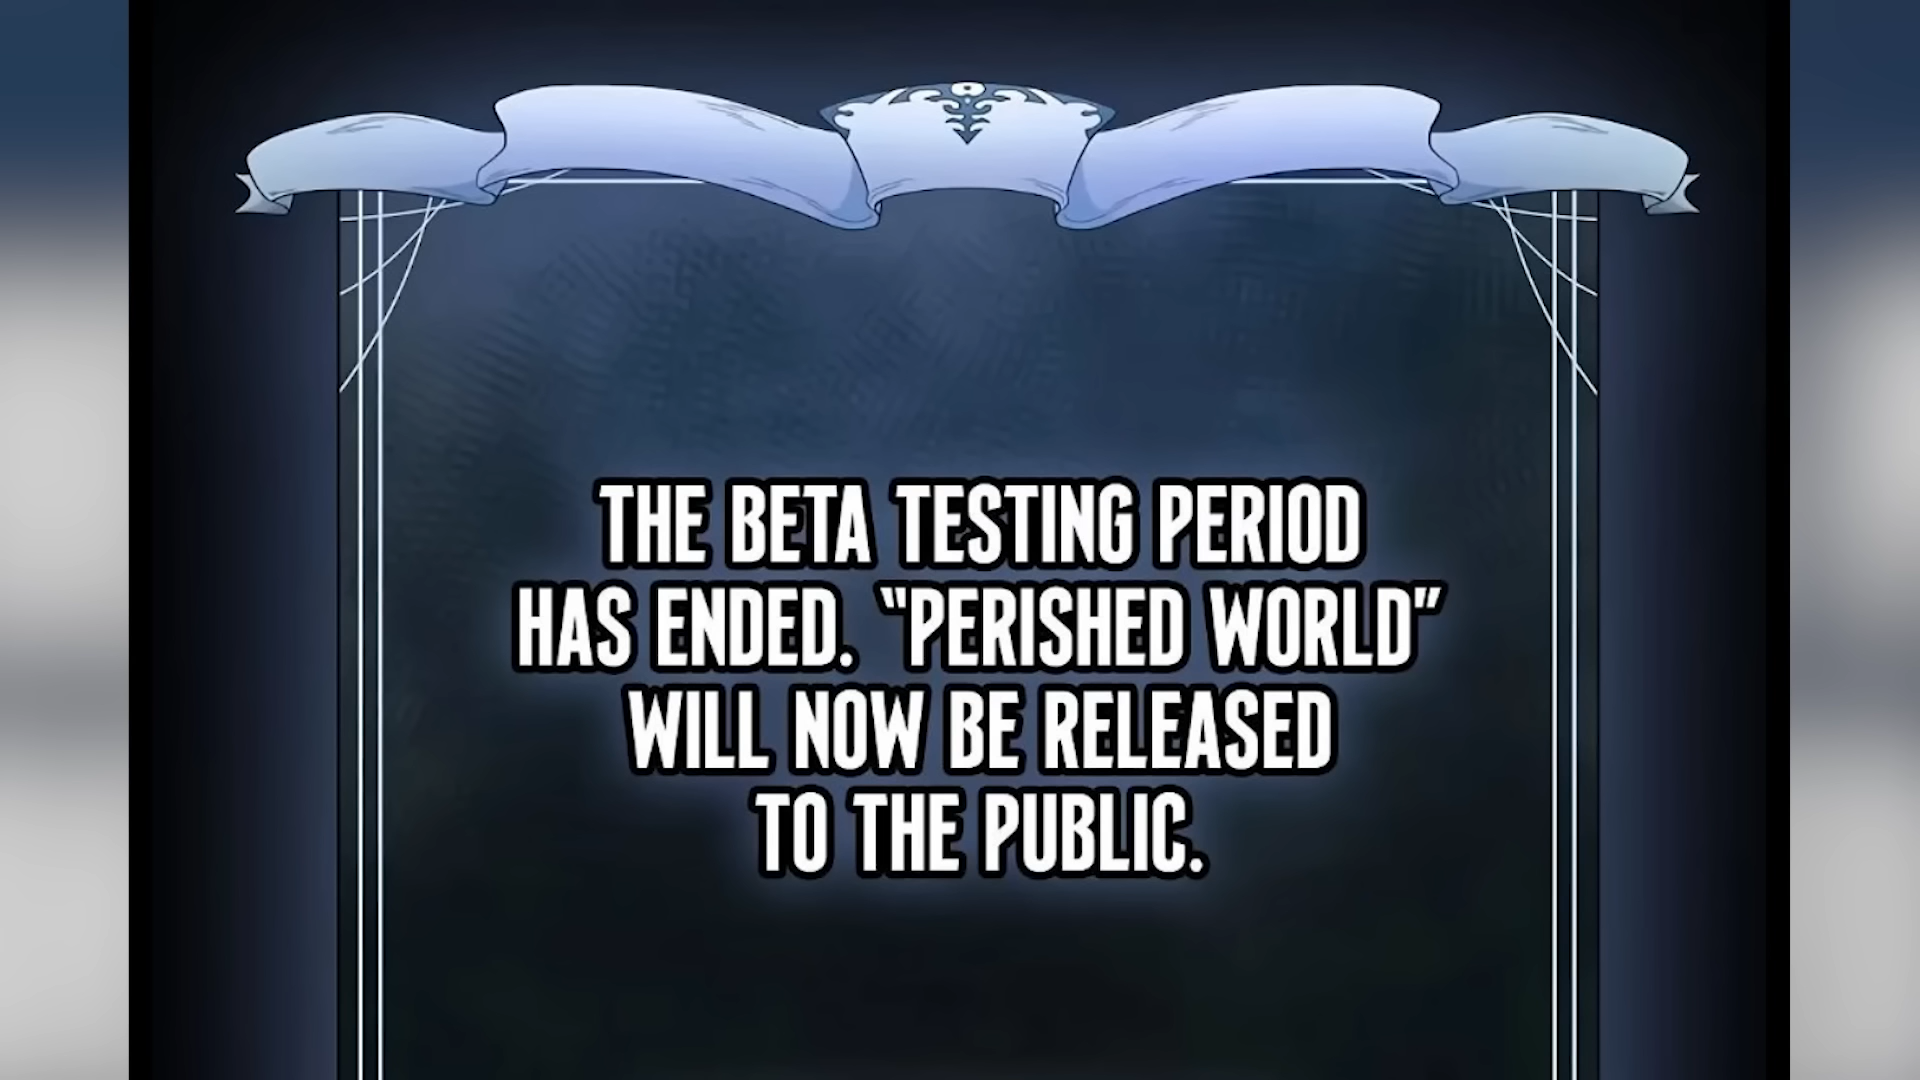 THE BETA TESTING PERIOD
HAS ENDED. “PERISHED WORLD”
WILL NOW BE RELEASED
TO THE PUBLIC.